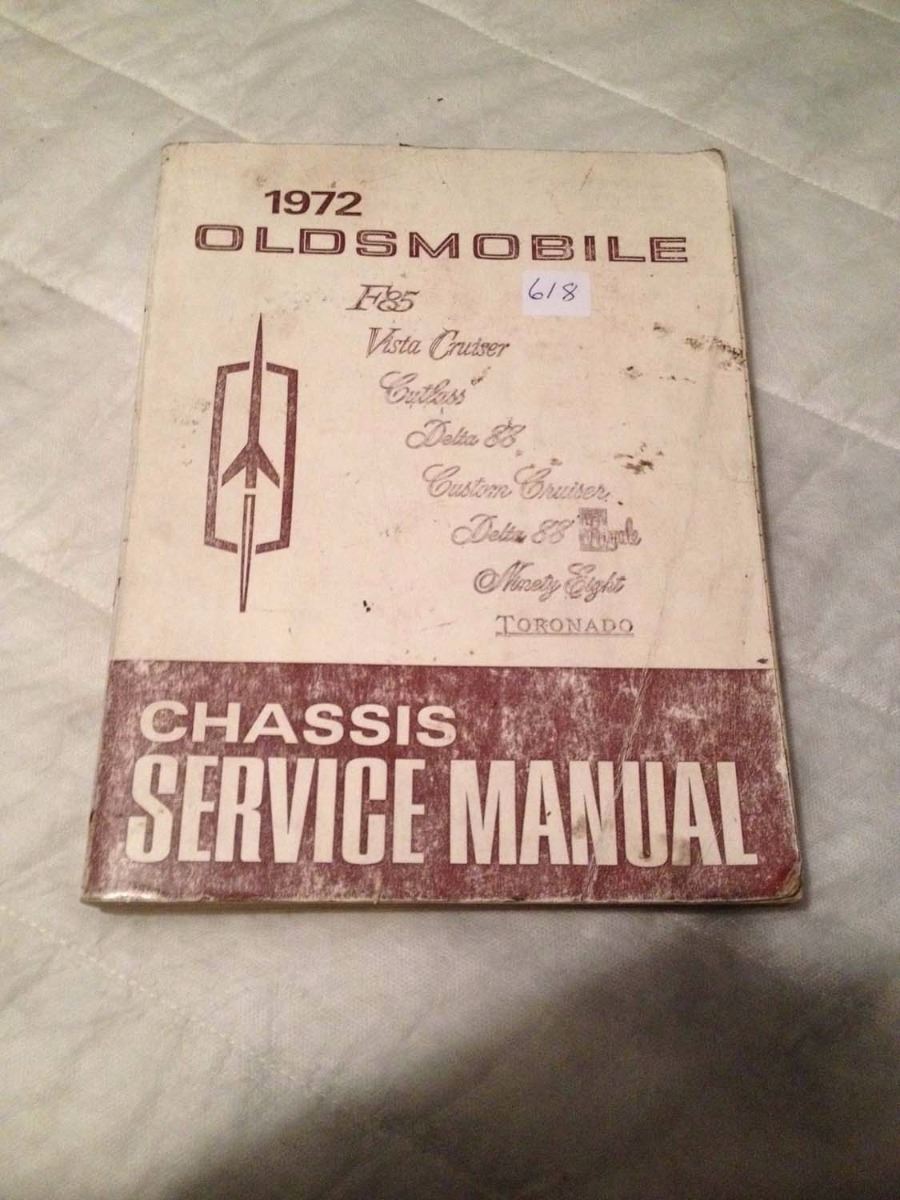 1972
OLDSMOBILE
F85
618
Vista Cruiser
Cutlass
Delta 88
Custom Cruiser
Delta 88 Royale
Ninety Eight
TORONADO
CHASSIS
SERVICE MANUAL